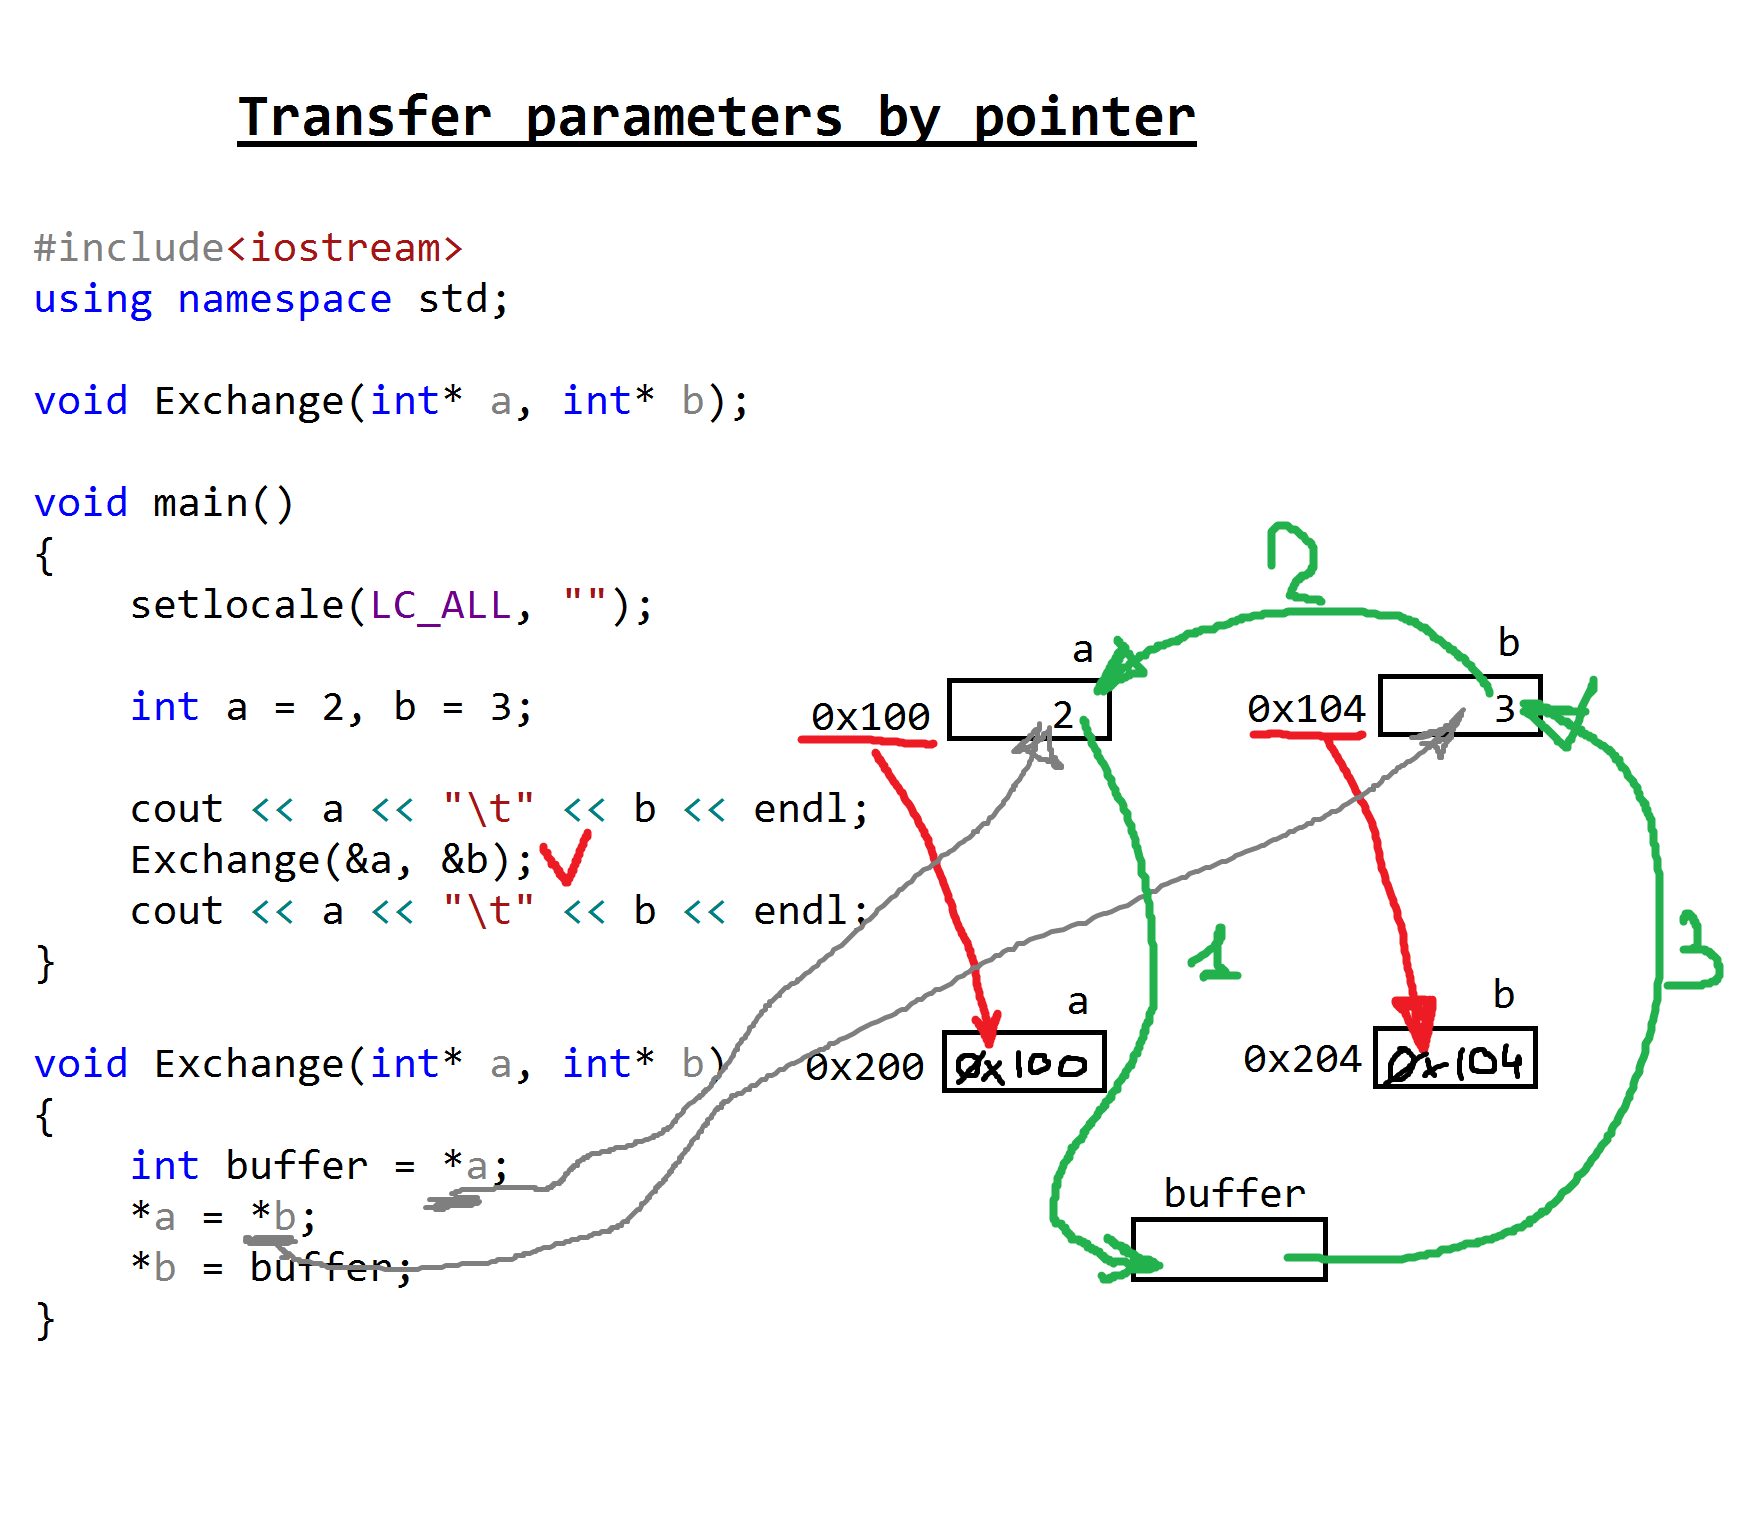 Transfer parameters by pointer
#include<iostream>
using namespace std;
void Exchange(int* a, int* b);
void main()
{
setlocale(LC_ALL, "");
int a = 2, b = 3;
cout << a << "\t" << b << endl;
Exchange(&a, &b);
cout << a << "\t" << b << endl;
}
void Exchange(int* a, int* b)
{
int buffer = *a;
*a = *b;
*b = buffer;
}
2
a
b
0x100
2
0x104
3
1
3
a
b
0x200
0x100
0x204
0x104
buffer